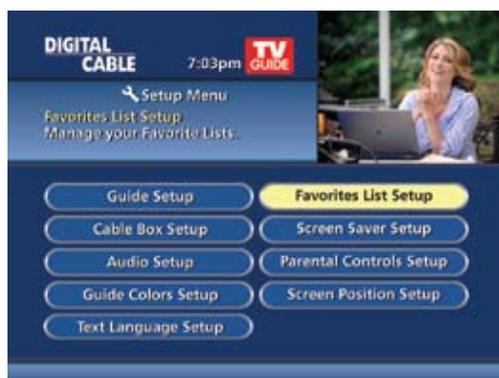 DIGITAL
CABLE
7:03pm
TV
GUIDE
Setup Menu
Favorites List Setup
Manage your Favorite Lists.
Guide Setup
Favorites List Setup
Cable Box Setup
Screen Saver Setup
Audio Setup
Parental Controls Setup
Guide Colors Setup
Screen Position Setup
Text Language Setup